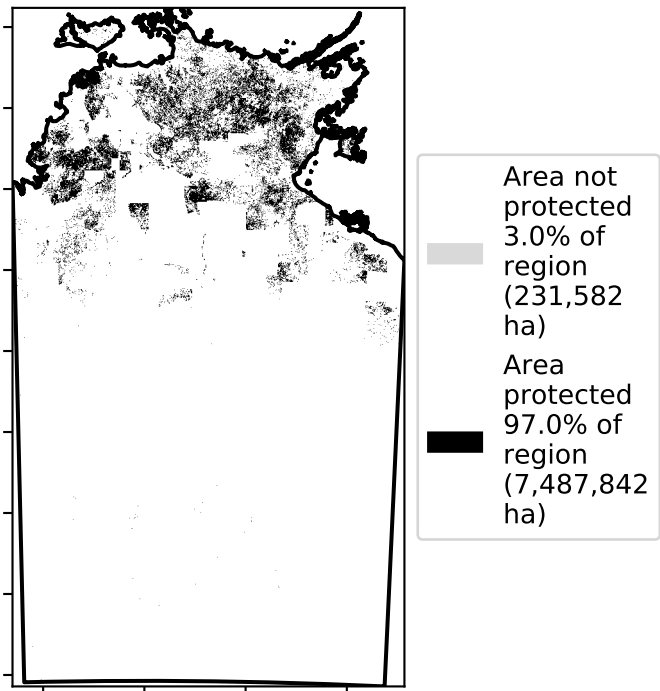 Area not
protected
3.0% of
region
(231,582
ha)
Area
protected
97.0% of
region
(7,487,842
ha)